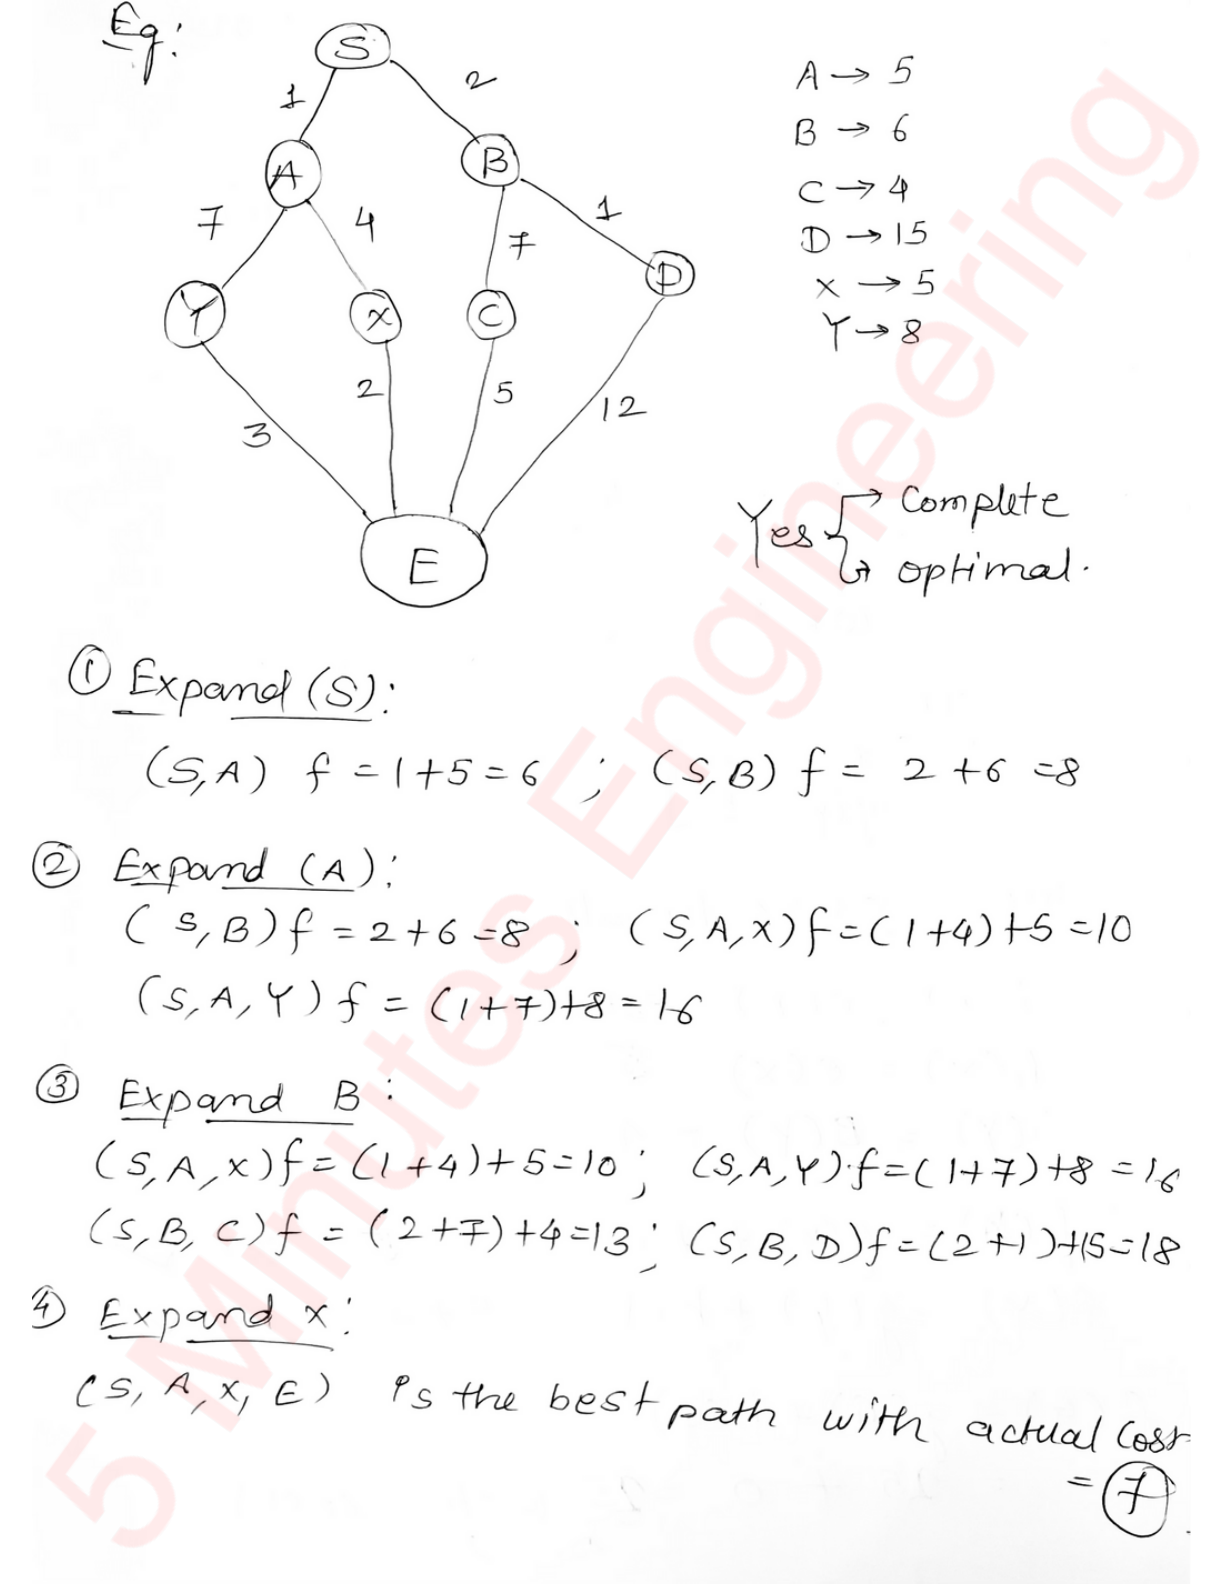 Eg:
S
1
2
A
B
7
4
7
1
Y
X
C
D
3
2
5
12
E
A → 5
B → 6
C → 4
D → 15
X → 5
Y → 8
Yes → Complete
→ optimal.
① Expand (S):
(S,A) f = 1+5=6 ; (S,B) f = 2+6=8
② Expand (A):
(S,B) f = 2+6=8 ; (S,A,X) f=(1+4)+5=10
(S,A,Y) f = (1+7)+8=16
③ Expand B:
(S,A,X) f=(1+4)+5=10; (S,A,Y) f=(1+7)+8=16
(S,B,C) f = (2+7)+4=13; (S,B,D) f=(2+1)+15=18
④ Expand X:
(S,A,X,E) is the best path with actual Cost
= 7
5 Minutes Engineering